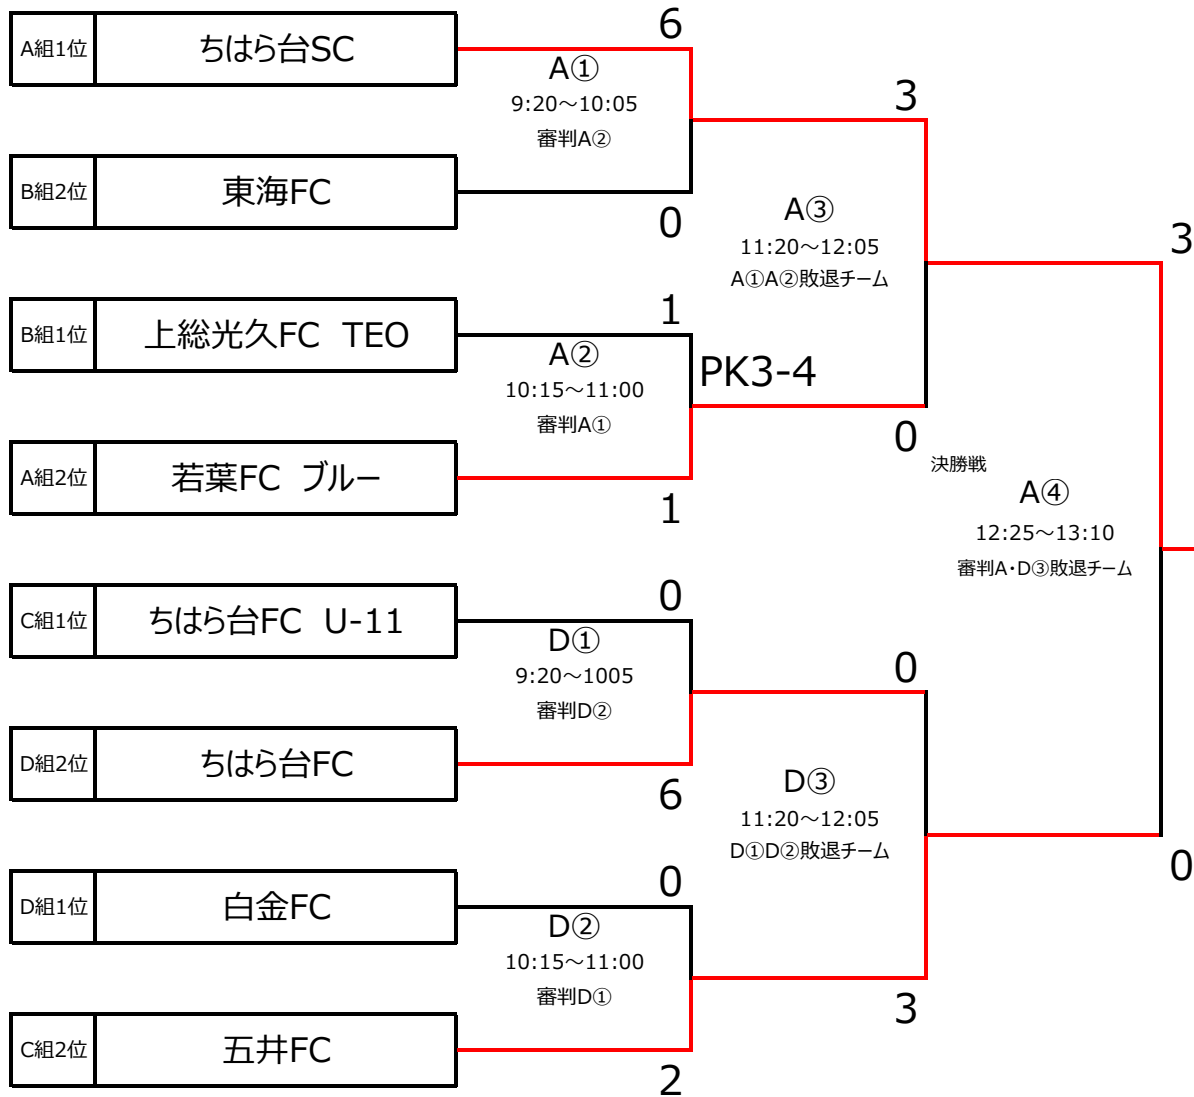 A組1位 ちはら台SC
6
A①
9:20～10:05
審判A②
3
B組2位 東海FC
0
A③
11:20～12:05
A①A②敗退チーム
3
B組1位 上総光久FC TEO
1
A②
10:15～11:00
審判A①
PK3-4
0
A組2位 若葉FC ブルー
1
決勝戦
A④
12:25～13:10
審判A・D③敗退チーム
C組1位 ちはら台FC U-11
0
D①
9:20～1005
審判D②
0
D組2位 ちはら台FC
6
D③
11:20～12:05
D①D②敗退チーム
0
D組1位 白金FC
0
D②
10:15～11:00
審判D①
3
C組2位 五井FC
2